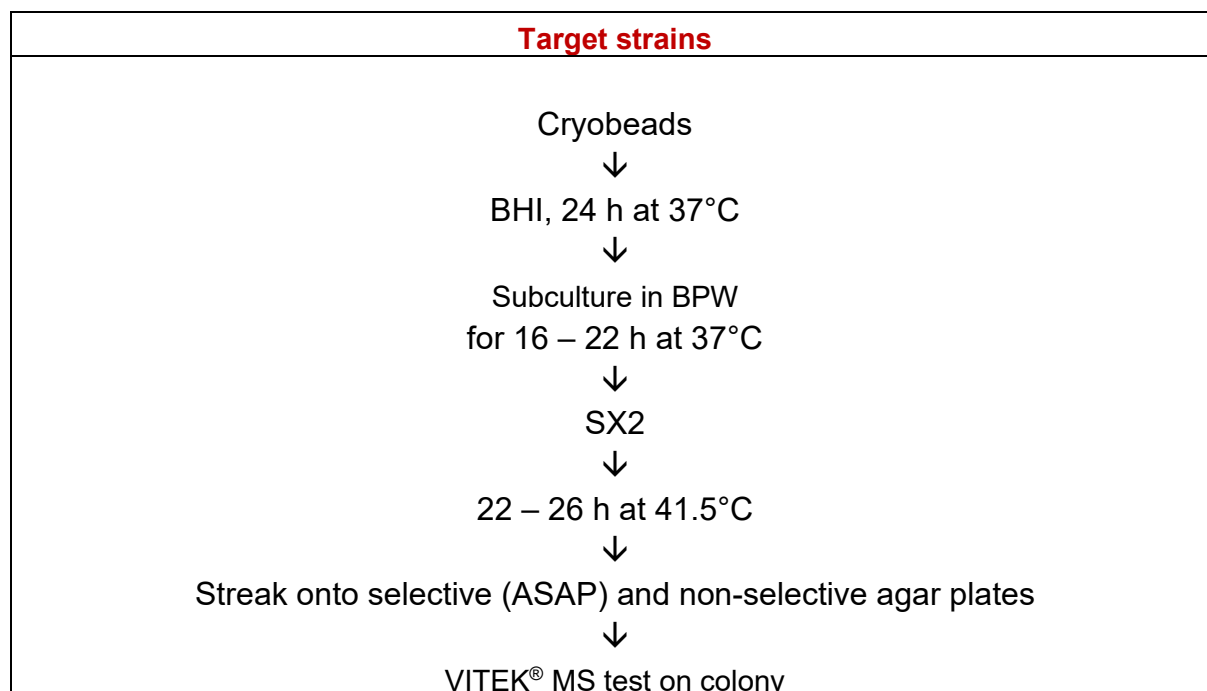 Target strains
Cryobeads
↓
BHI, 24 h at 37°C
↓
Subculture in BPW
for 16 – 22 h at 37°C
↓
SX2
↓
22 – 26 h at 41.5°C
↓
Streak onto selective (ASAP) and non-selective agar plates
↓
VITEK® MS test on colony